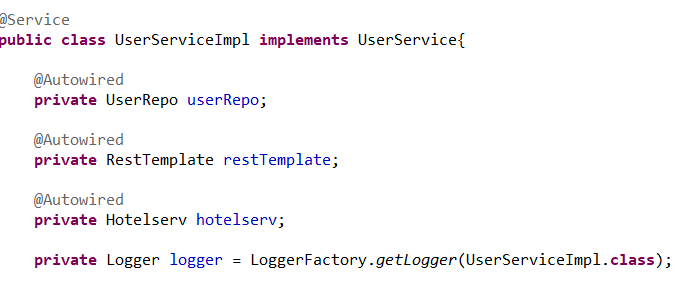 @Service
public class UserServiceImpl implements UserService{
@Autowired
private UserRepo userRepo;
@Autowired
private RestTemplate restTemplate;
@Autowired
private Hotelserv hotelserv;
private Logger logger = LoggerFactory.getLogger(UserServiceImpl.class);